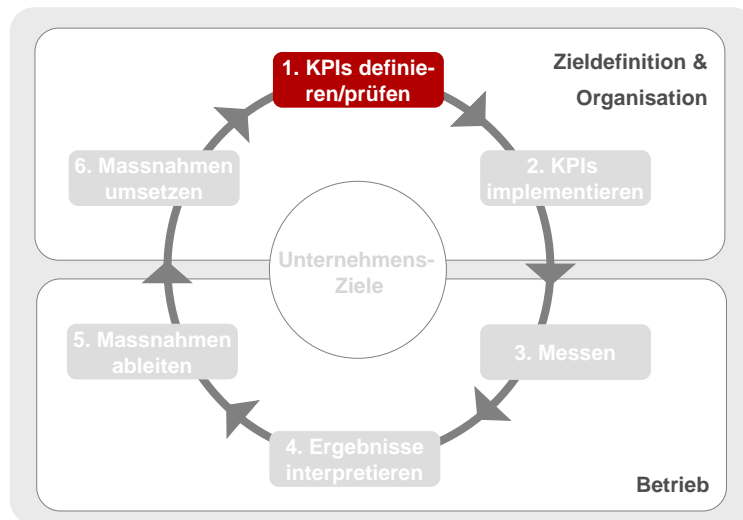 1. KPIs definie-
ren/prüfen
Zieldefinition &
Organisation
6. Massnahmen
umsetzen
2. KPIs
implementieren
Unternehmens-
Ziele
5. Massnahmen
ableiten
3. Messen
4. Ergebnisse
interpretieren
Betrieb